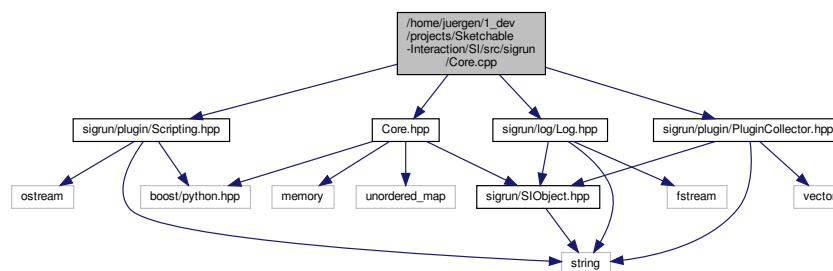 /home/juergen/1_dev
/projects/Sketchable
-Interaction/SI/src/sigrun
/Core.cpp
sigrun/plugin/Scripting.hpp
Core.hpp
sigrun/log/Log.hpp
sigrun/plugin/PluginCollector.hpp
ostream
boost/python.hpp
memory
unordered_map
sigrun/SIObject.hpp
fstream
vector
string